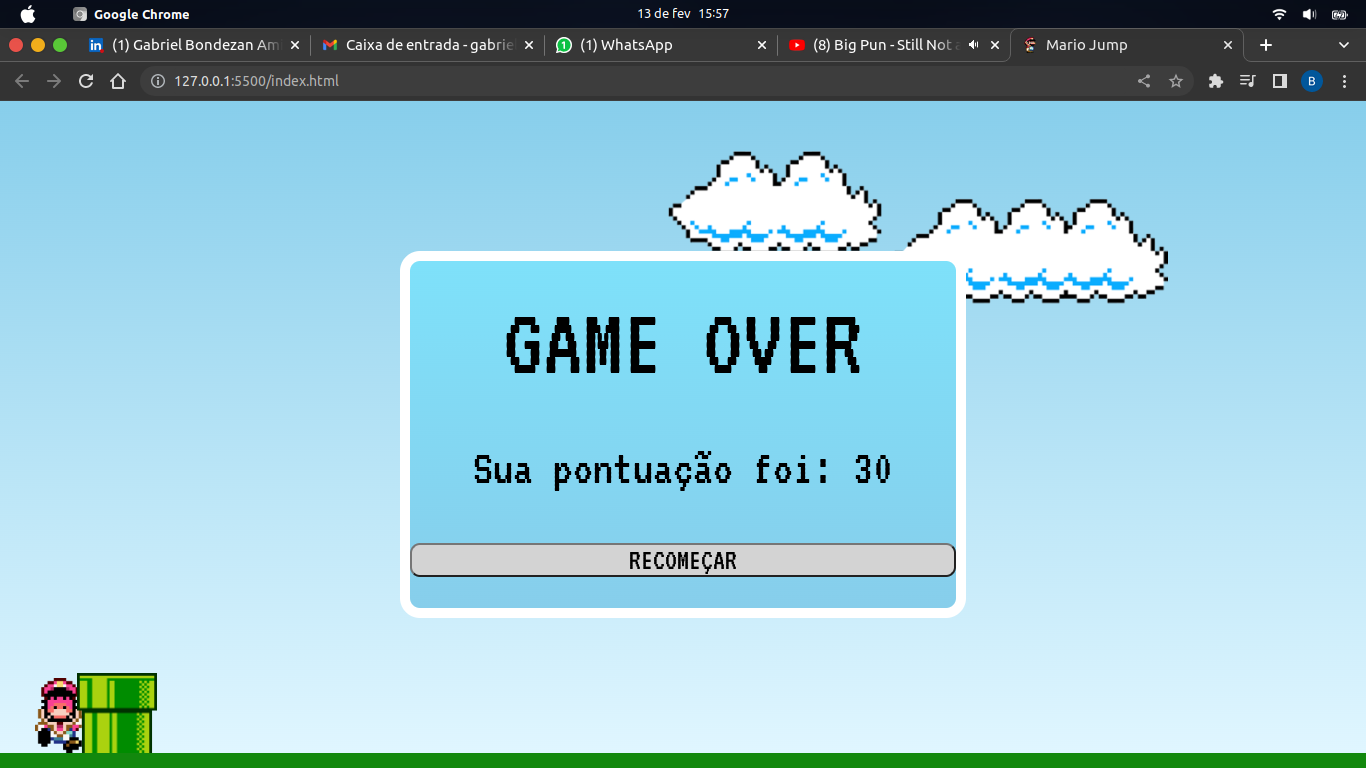 Google Chrome
13 de fev 15:57
(1) Gabriel Bondezan Am
Caixa de entrada - gabrie
(1) WhatsApp
(8) Big Pun - Still Not a
Mario Jump
127.0.0.1:5500/index.html
B
GAME OVER
Sua pontuação foi: 30
RECOMEÇAR